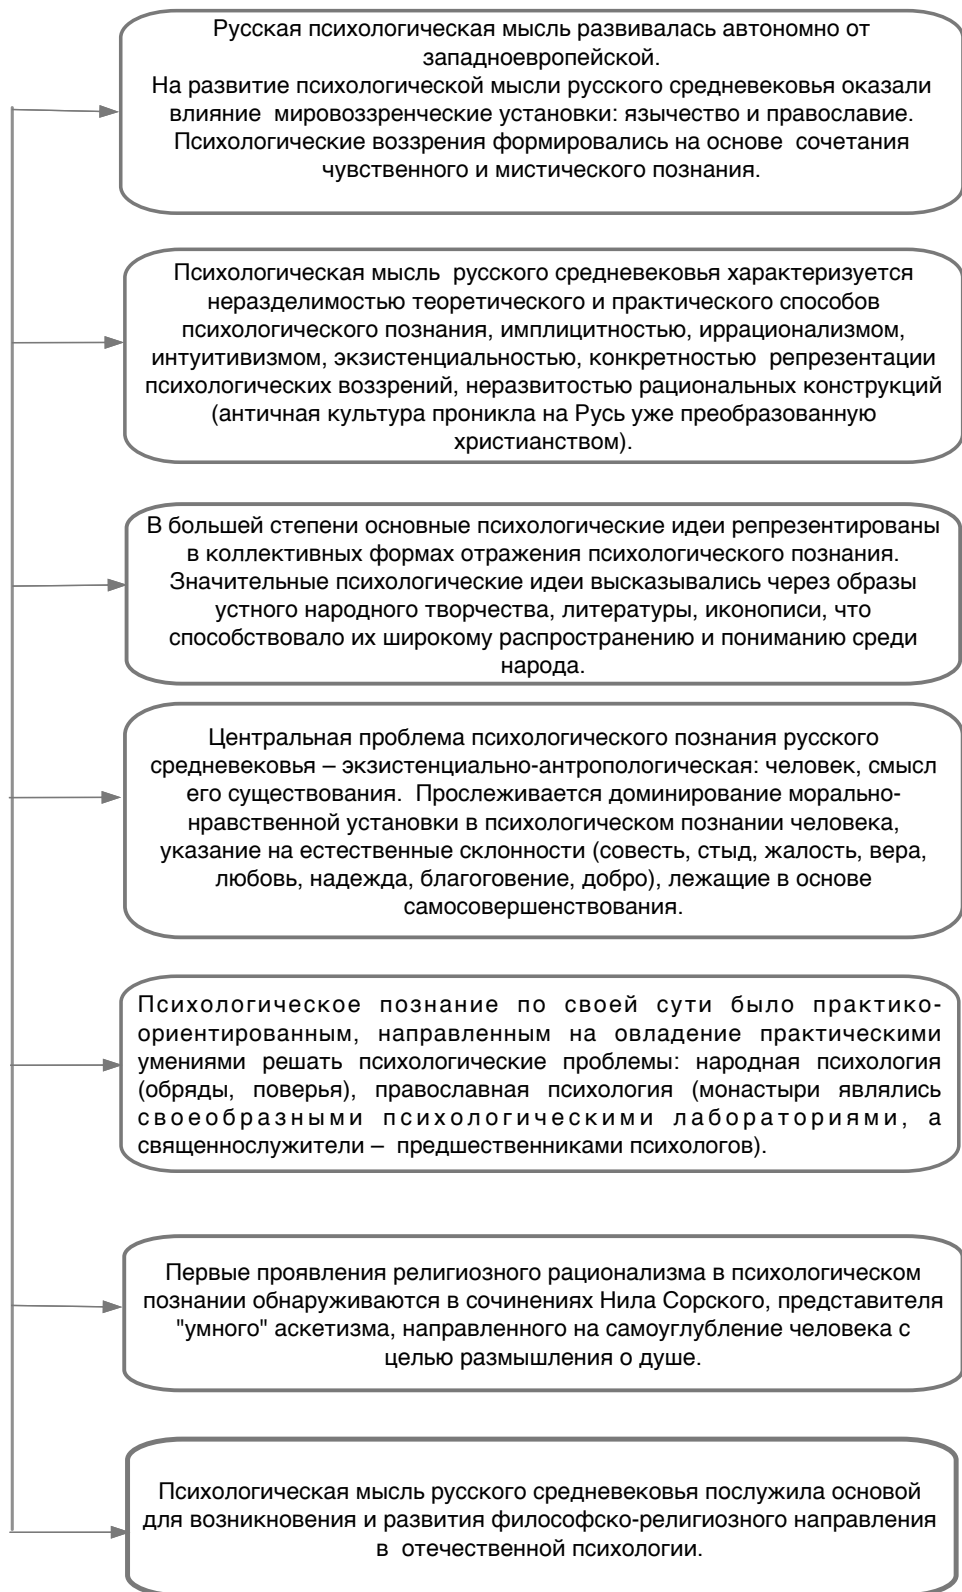 Русская психологическая мысль развивалась автономно от
западноевропейской.
На развитие психологической мысли русского средневековья оказали
влияние мировоззренческие установки: язычество и православие.
Психологические воззрения формировались на основе сочетания
чувственного и мистического познания.
Психологическая мысль русского средневековья характеризуется
неразделимостью теоретического и практического способов
психологического познания, имплицитностью, иррационализмом,
интуитивизмом, экзистенциальностью, конкретностью репрезентации
психологических воззрений, неразвитостью рациональных конструкций
(античная культура проникла на Русь уже преобразованную
христианством).
В большей степени основные психологические идеи репрезентированы
в коллективных формах отражения психологического познания.
Значительные психологические идеи высказывались через образы
устного народного творчества, литературы, иконописи, что
способствовало их широкому распространению и пониманию среди
народа.
Центральная проблема психологического познания русского
средневековья – экзистенциально-антропологическая: человек, смысл
его существования. Прослеживается доминирование морально-
нравственной установки в психологическом познании человека,
указание на естественные склонности (совесть, стыд, жалость, вера,
любовь, надежда, благоговение, добро), лежащие в основе
самосовершенствования.
Психологическое познание по своей сути было практико-
ориентированным, направленным на овладение практическими
умениями решать психологические проблемы: народная психология
(обряды, поверья), православная психология (монастыри являлись
своеобразными психологическими лабораториями, а
священнослужители – предшественниками психологов).
Первые проявления религиозного рационализма в психологическом
познании обнаруживаются в сочинениях Нила Сорского, представителя
"умного" аскетизма, направленного на самоуглубление человека с
целью размышления о душе.
Психологическая мысль русского средневековья послужила основой
для возникновения и развития философско-религиозного направления
в отечественной психологии.